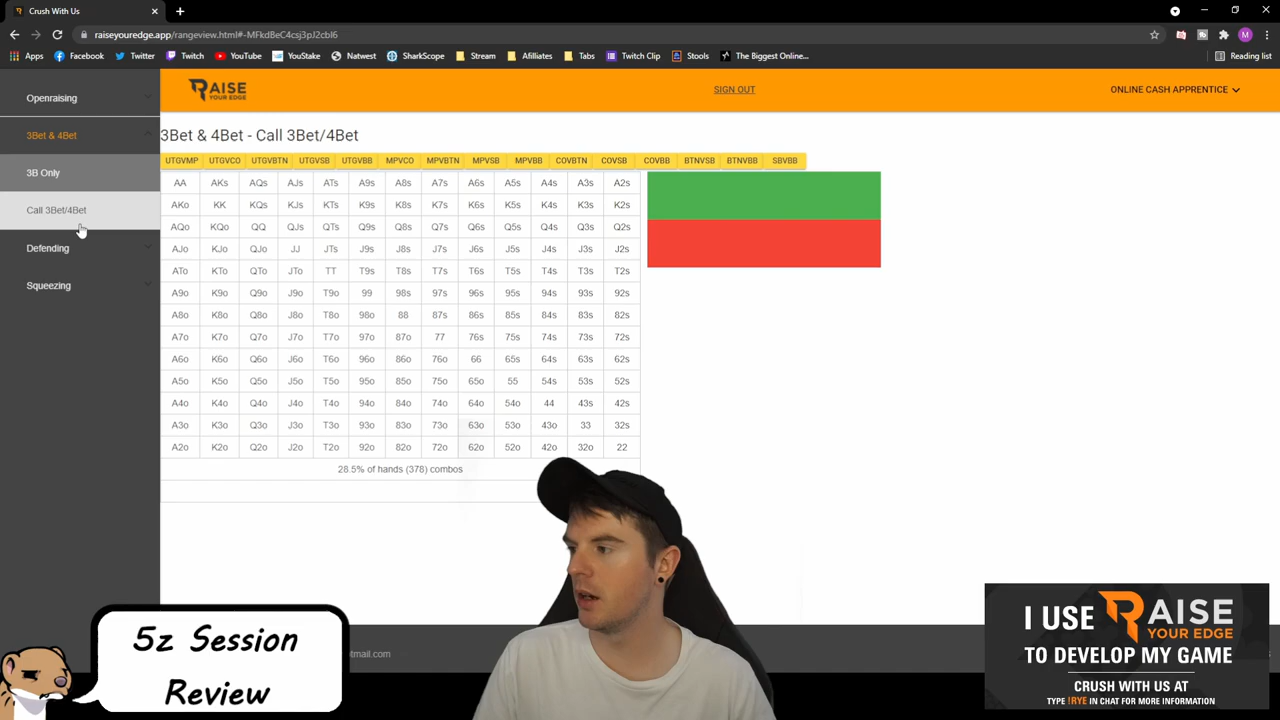 Crush With Us
raiseyouredge.app/rangeview.html#-MFkdBeC4csj3pJ2cbI6
Apps Facebook Twitter Twitch YouTube YouStake Natwest SharkScope Stream Afilliates Tabs Twitch Clip Stools The Biggest Online... Reading list
RAISE YOUR EDGE SIGN OUT ONLINE CASH APPRENTICE
Openraising
3Bet & 4Bet
3B Only
Call 3Bet/4Bet
Defending
Squeezing
3Bet & 4Bet - Call 3Bet/4Bet
UTGVMP UTGVCO UTGVBTN UTGVSB UTGVBB MPVCO MPVBTN MPVSB MPVBB COVBTN COVSB COVBB BTNVSB BTNVBB SBVBB
AA AKs AQs AJs ATs A9s A8s A7s A6s A5s A4s A3s A2s
AKo KK KQs KJs KTs K9s K8s K7s K6s K5s K4s K3s K2s
AQo KQo QQ QJs QTs Q9s Q8s Q7s Q6s Q5s Q4s Q3s Q2s
AJo KJo QJo JJ JTs J9s J8s J7s J6s J5s J4s J3s J2s
ATo KTo QTo JTo TT T9s T8s T7s T6s T5s T4s T3s T2s
A9o K9o Q9o J9o T9o 99 98s 97s 96s 95s 94s 93s 92s
A8o K8o Q8o J8o T8o 98o 88 87s 86s 85s 84s 83s 82s
A7o K7o Q7o J7o T7o 97o 87o 77 76s 75s 74s 73s 72s
A6o K6o Q6o J6o T6o 96o 86o 76o 66 65s 64s 63s 62s
A5o K5o Q5o J5o T5o 95o 85o 75o 65o 55 54s 53s 52s
A4o K4o Q4o J4o T4o 94o 84o 74o 64o 54o 44 43s 42s
A3o K3o Q3o J3o T3o 93o 83o 73o 63o 53o 43o 33 32s
A2o K2o Q2o J2o T2o 92o 82o 72o 62o 52o 42o 32o 22
28.5% of hands (378) combos
5z Session
Review
otmail.com
I USE RAISE YOUR EDGE
TO DEVELOP MY GAME
CRUSH WITH US AT
TYPE !RYE IN CHAT FOR MORE INFORMATION